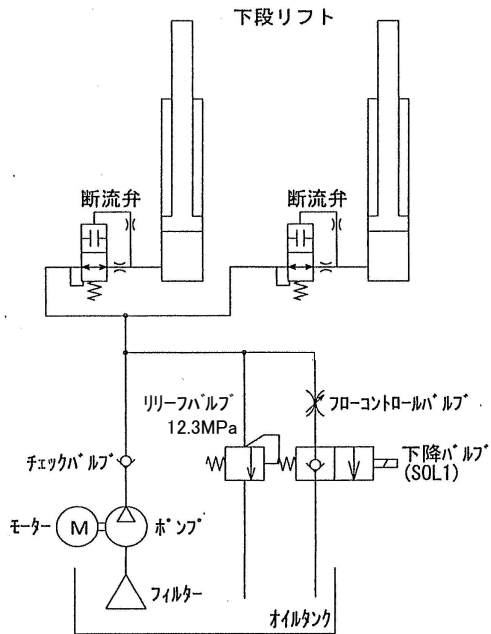 下段リフト
断流弁
断流弁
リリーフバルブ
12.3MPa
フローコントロールバルブ
下降バルブ
(SOL1)
チェックバルブ
モーター
M
ポンプ
フィルター
オイルタンク